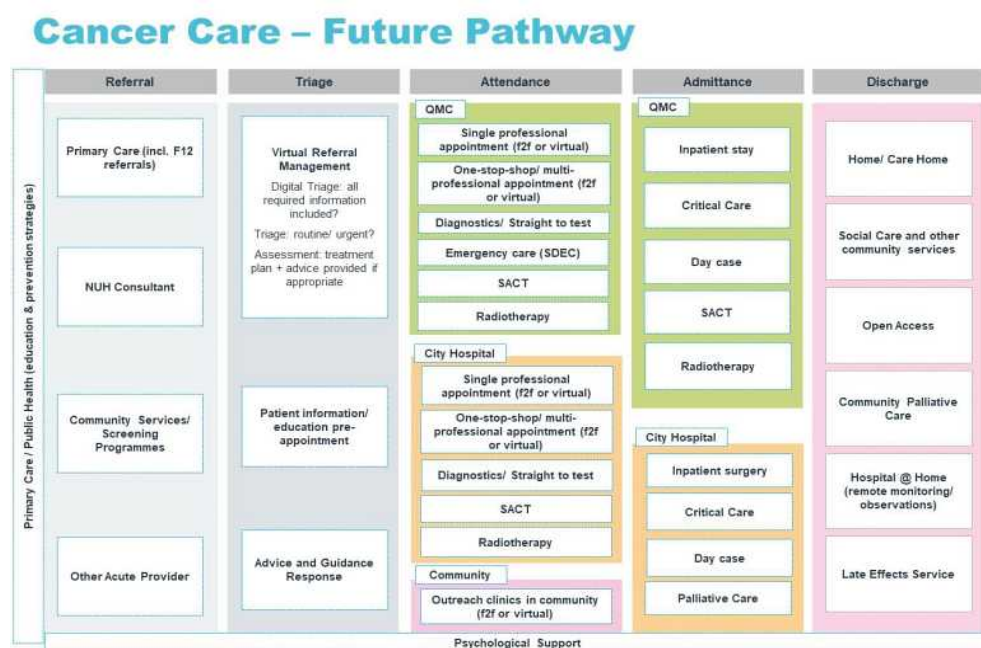 Cancer Care – Future Pathway
Primary Care / Public Health (education & prevention strategies)
Referral
Primary Care (incl. F12
referrals)
NUH Consultant
Community Services/
Screening
Programmes
Other Acute Provider
Triage
Virtual Referral
Management
Digital Triage: all
required information
included?
Triage: routine/ urgent?
Assessment: treatment
plan + advice provided if
appropriate
Patient information/
education pre-
appointment
Advice and Guidance
Response
Attendance
QMC
Single professional
appointment (f2f or virtual)
One-stop-shop/ multi-
professional appointment (f2f
or virtual)
Diagnostics/ Straight to test
Emergency care (SDEC)
SACT
Radiotherapy
City Hospital
Single professional
appointment (f2f or virtual)
One-stop-shop/ multi-
professional appointment (f2f
or virtual)
Diagnostics/ Straight to test
SACT
Radiotherapy
Community
Outreach clinics in community
(f2f or virtual)
Admittance
QMC
Inpatient stay
Critical Care
Day case
SACT
Radiotherapy
City Hospital
Inpatient surgery
Critical Care
Day case
Palliative Care
Discharge
Home/ Care Home
Social Care and other
community services
Open Access
Community Palliative
Care
Hospital @ Home
(remote monitoring/
observations)
Late Effects Service
Psychological Support